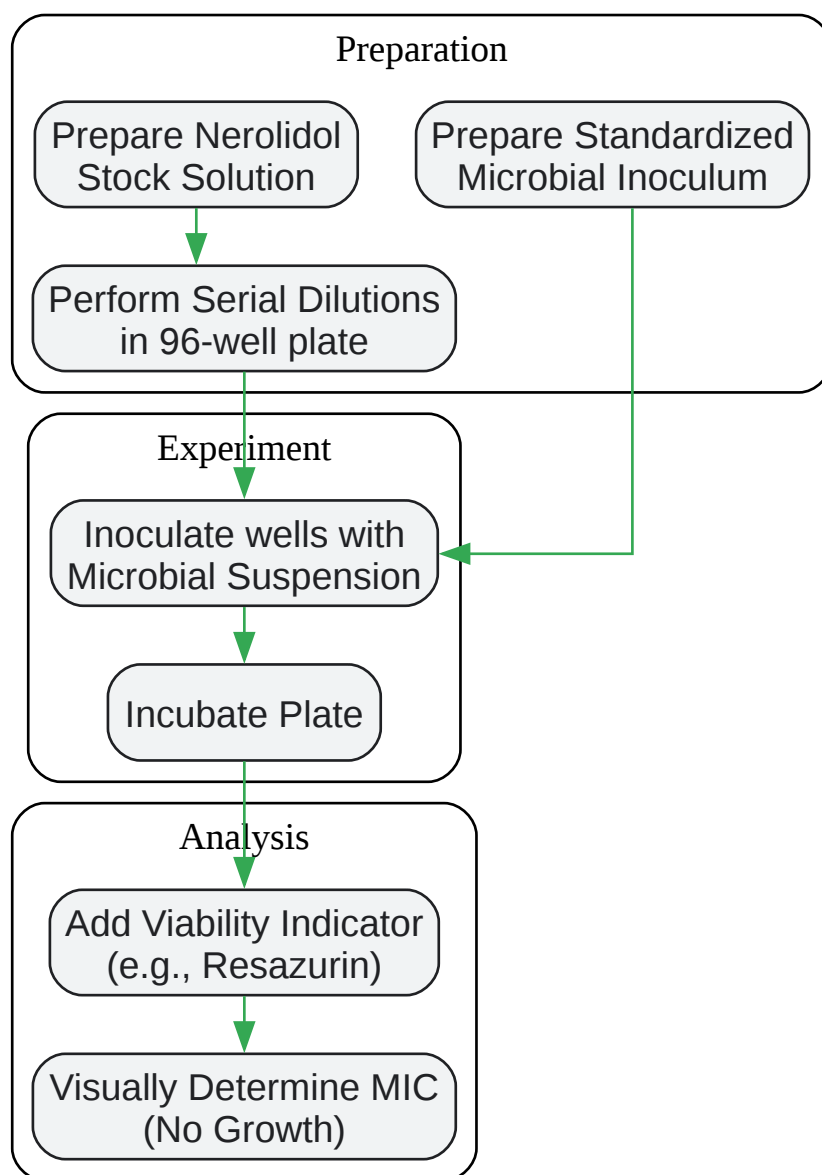 Preparation
Prepare Nerolidol
Stock Solution
Prepare Standardized
Microbial Inoculum
Perform Serial Dilutions
in 96-well plate
Experiment
Inoculate wells with
Microbial Suspension
Incubate Plate
Analysis
Add Viability Indicator
(e.g., Resazurin)
Visually Determine MIC
(No Growth)